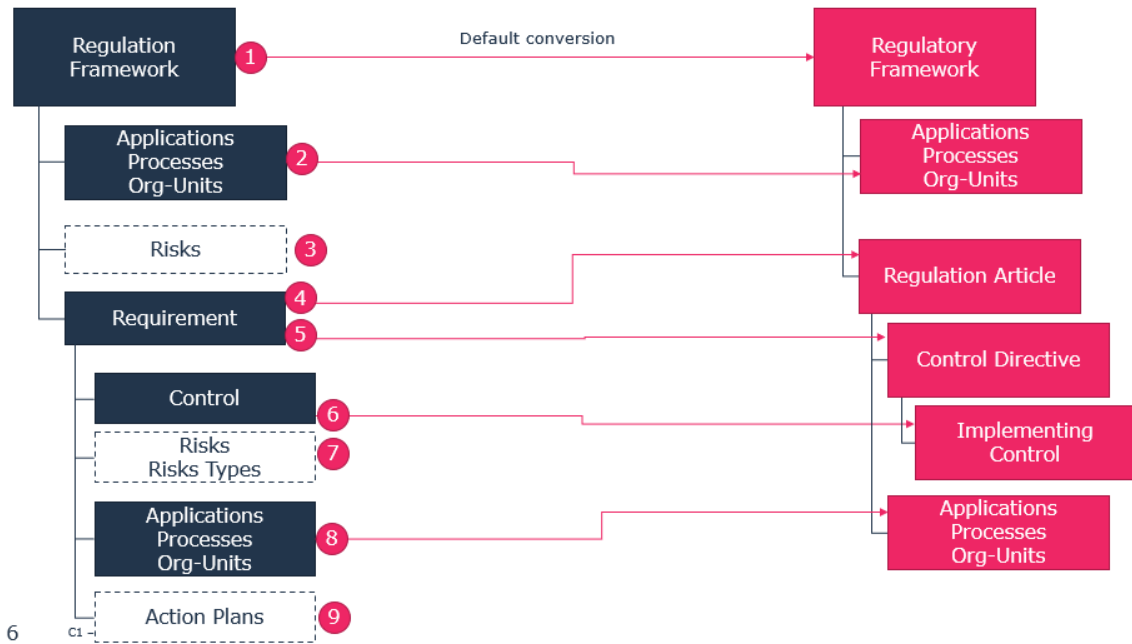 Regulation
Framework
1
Default conversion
Regulatory
Framework
Applications
Processes
Org-Units
2
Applications
Processes
Org-Units
Risks
3
4
Requirement
5
Regulation Article
Control Directive
Control
6
Implementing
Control
Risks
Risks Types
7
Applications
Processes
Org-Units
8
Applications
Processes
Org-Units
Action Plans
9
6
C1